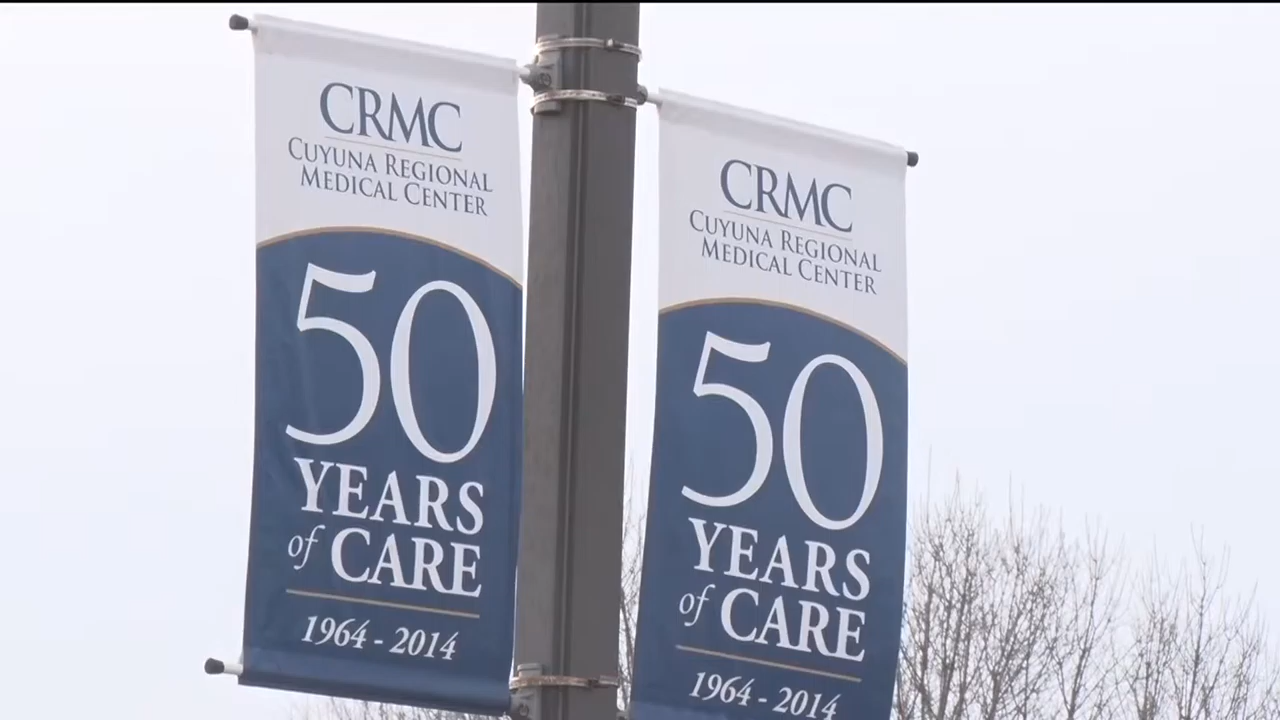 CRMC
CUYUNA REGIONAL
MEDICAL CENTER
50
YEARS
of CARE
1964 - 2014
CRMC
CUYUNA REGIONAL
MEDICAL CENTER
50
YEARS
of CARE
1964 - 2014